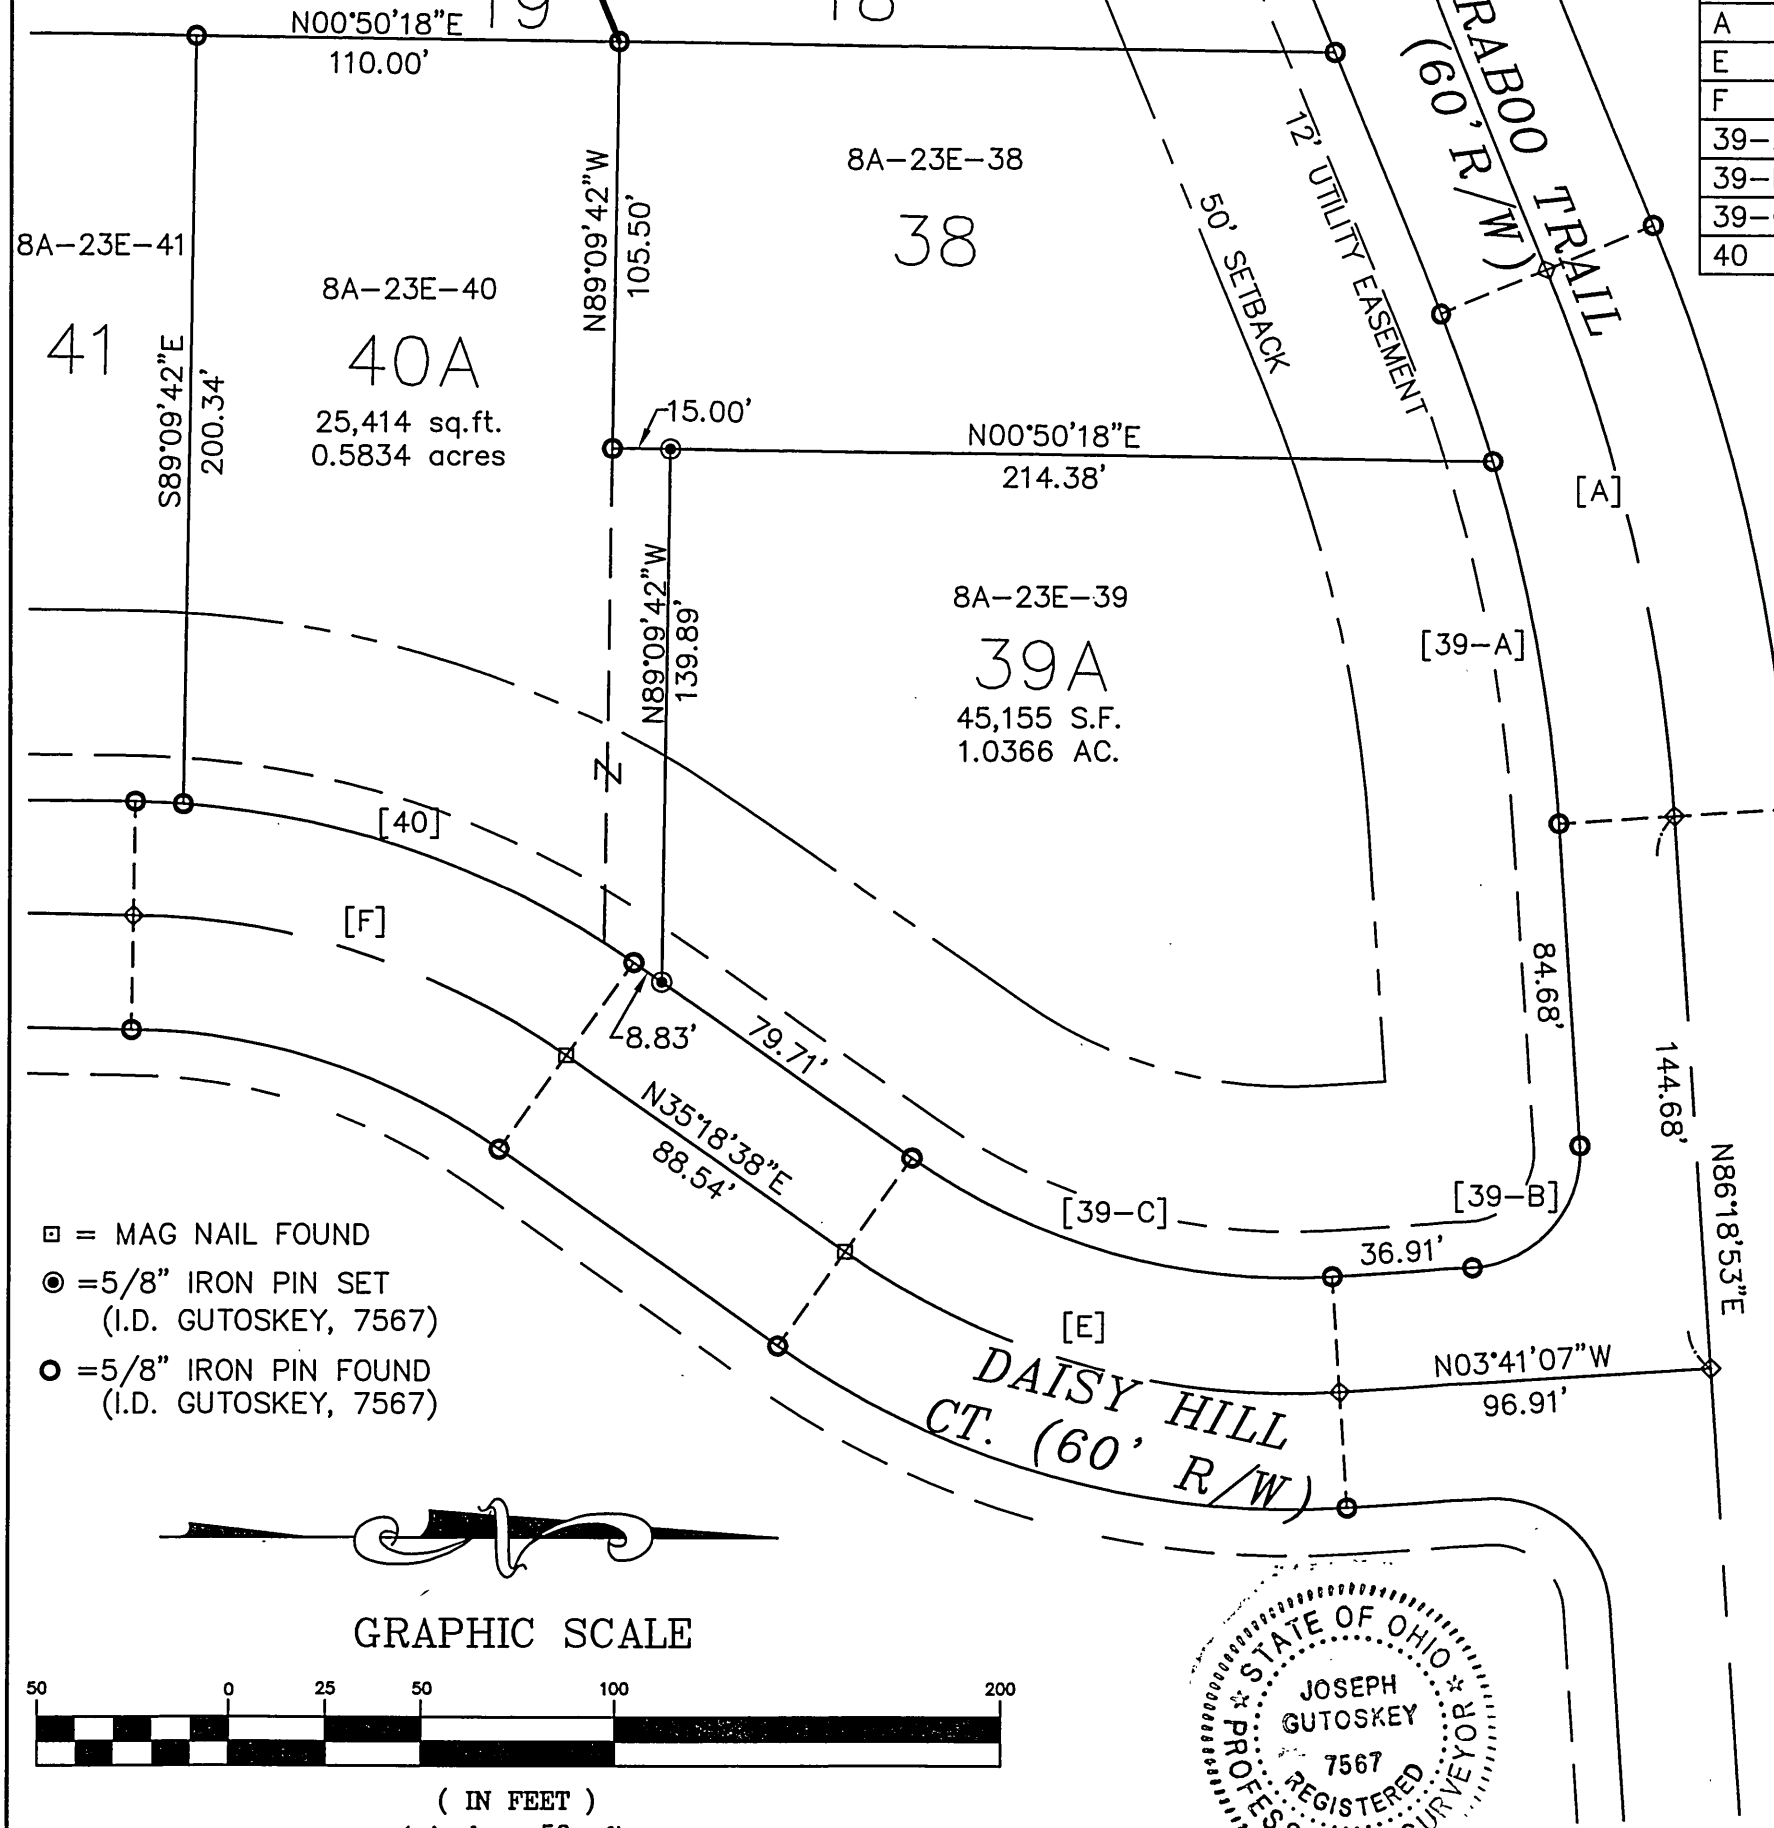 19
18
N00°50'18"E
110.00'
RABOO TRAIL
(60' R/W)
A
E
F
39-
39-
39-
40
8A-23E-41
41
S89°09'42"E
200.34'
8A-23E-40
40A
25,414 sq.ft.
0.5834 acres
N89°09'42"W
105.50'
8A-23E-38
38
50' SETBACK
12' UTILITY EASEMENT
15.00'
N00°50'18"E
214.38'
[A]
N89°09'42"W
139.89'
8A-23E-39
39A
45,155 S.F.
1.0366 AC.
[39-A]
[40]
[F]
8.83'
79.71'
84.68'
144.68'
N86°18'53"E
N35°18'38"E
88.54'
[39-C]
[39-B]
36.91'
[E]
N03°41'07"W
96.91'
DAISY HILL
CT. (60' R/W)
= MAG NAIL FOUND
=5/8" IRON PIN SET
(I.D. GUTOSKEY, 7567)
=5/8" IRON PIN FOUND
(I.D. GUTOSKEY, 7567)
GRAPHIC SCALE
50 0 25 50 100 200
( IN FEET )
STATE OF OHIO
JOSEPH
GUTOSKEY
7567
REGISTERED